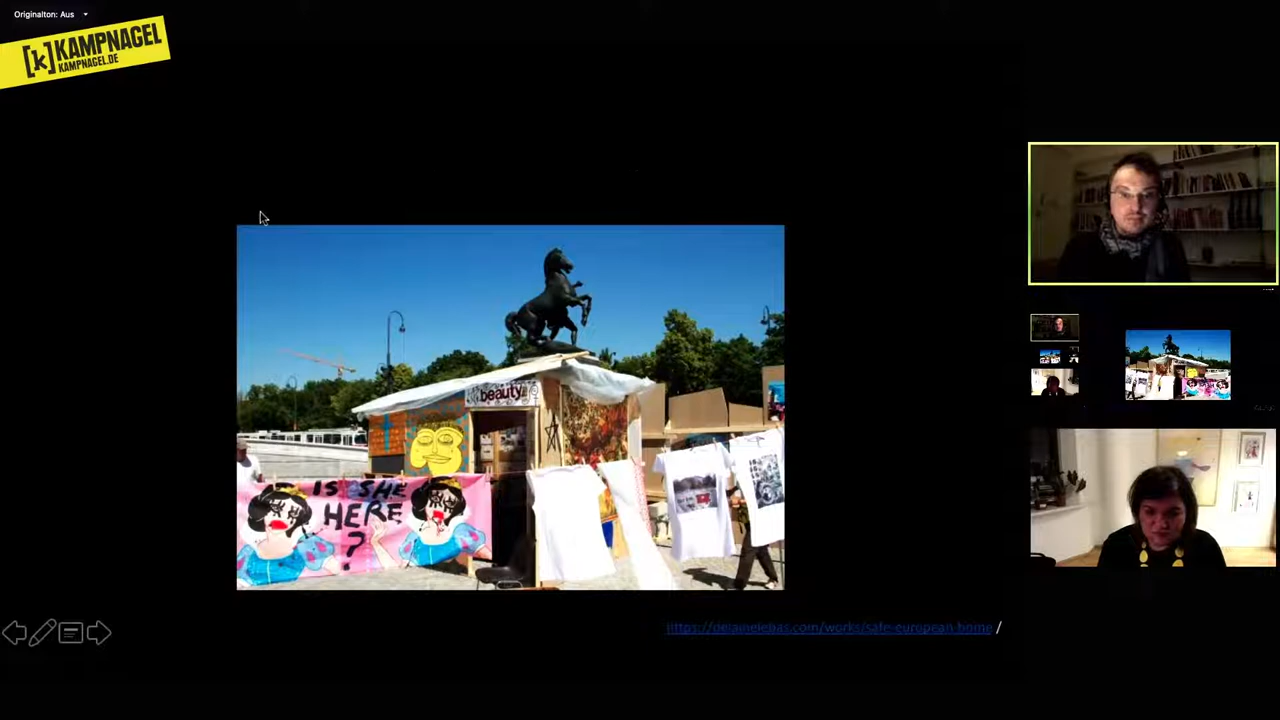 Originalton: Aus
[k] KAMPNAGEL
KAMPNAGEL.DE
beauty
IS SHE
HERE
?
https://delainelebas.com/works/safe-european-home/